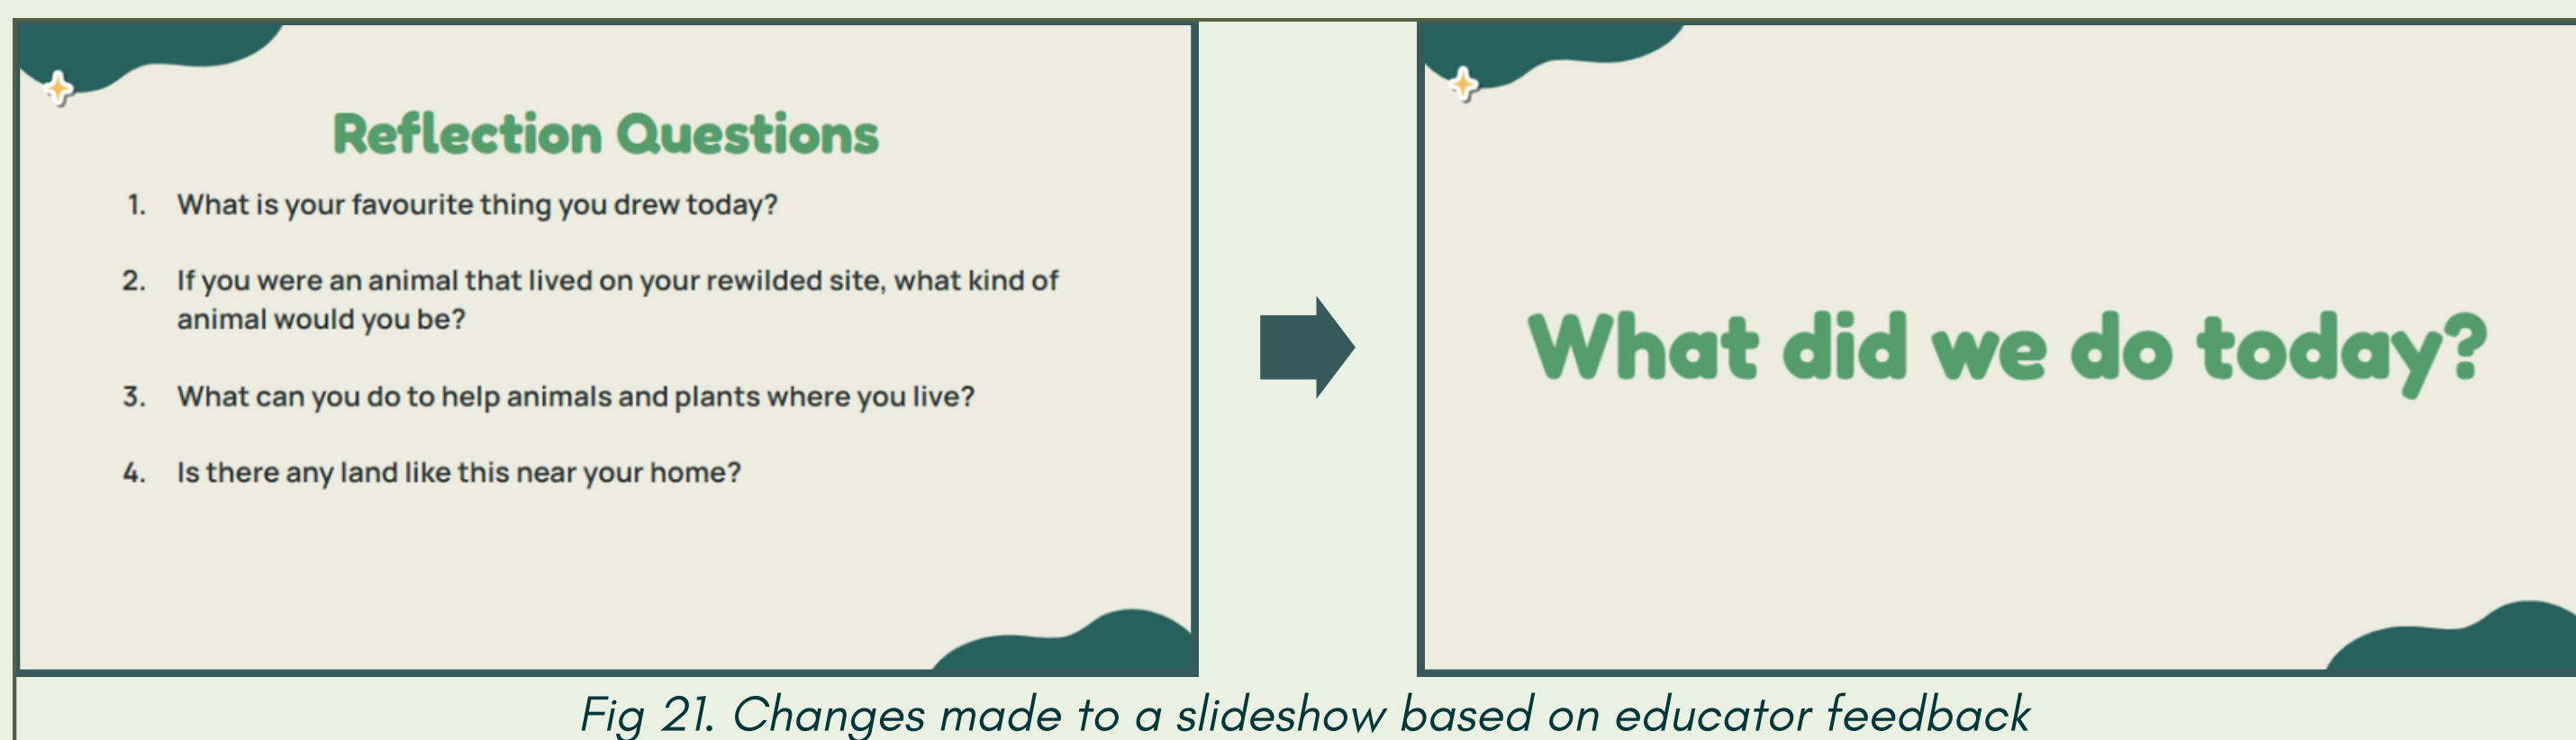 Reflection Questions
1. What is your favourite thing you drew today?
2. If you were an animal that lived on your rewilded site, what kind of
animal would you be?
3. What can you do to help animals and plants where you live?
4. Is there any land like this near your home?
What did we do today?
Fig 21. Changes made to a slideshow based on educator feedback